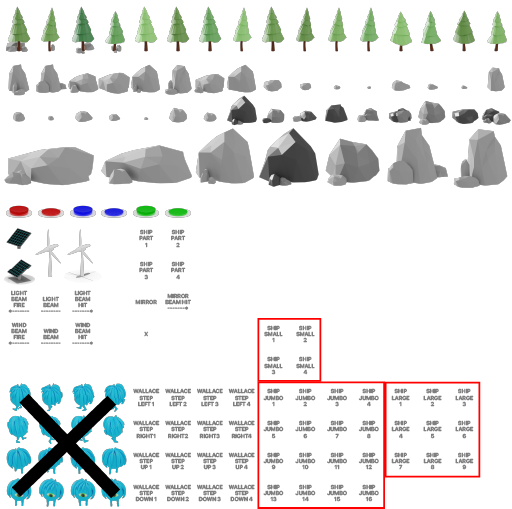 SHIP PART 1
SHIP PART 2
SHIP PART 3
SHIP PART 4
LIGHT BEAM FIRE
LIGHT BEAM
LIGHT BEAM HIT
MIRROR
MIRROR BEAM HIT
WIND BEAM FIRE
WIND BEAM
WIND BEAM HIT
X
SHIP SMALL 1
SHIP SMALL 2
SHIP SMALL 3
SHIP SMALL 4
WALLACE STEP LEFT 1
WALLACE STEP LEFT 2
WALLACE STEP LEFT 3
WALLACE STEP LEFT 4
SHIP JUMBO 1
SHIP JUMBO 2
SHIP JUMBO 3
SHIP JUMBO 4
SHIP LARGE 1
SHIP LARGE 2
SHIP LARGE 3
WALLACE STEP RIGHT1
WALLACE STEP RIGHT2
WALLACE STEP RIGHT3
WALLACE STEP RIGHT4
SHIP JUMBO 5
SHIP JUMBO 6
SHIP JUMBO 7
SHIP JUMBO 8
SHIP LARGE 4
SHIP LARGE 5
SHIP LARGE 6
WALLACE STEP UP 1
WALLACE STEP UP 2
WALLACE STEP UP 3
WALLACE STEP UP 4
SHIP JUMBO 9
SHIP JUMBO 10
SHIP JUMBO 11
SHIP JUMBO 12
SHIP LARGE 7
SHIP LARGE 8
SHIP LARGE 9
WALLACE STEP DOWN 1
WALLACE STEP DOWN 2
WALLACE STEP DOWN 3
WALLACE STEP DOWN 4
SHIP JUMBO 13
SHIP JUMBO 14
SHIP JUMBO 15
SHIP JUMBO 16